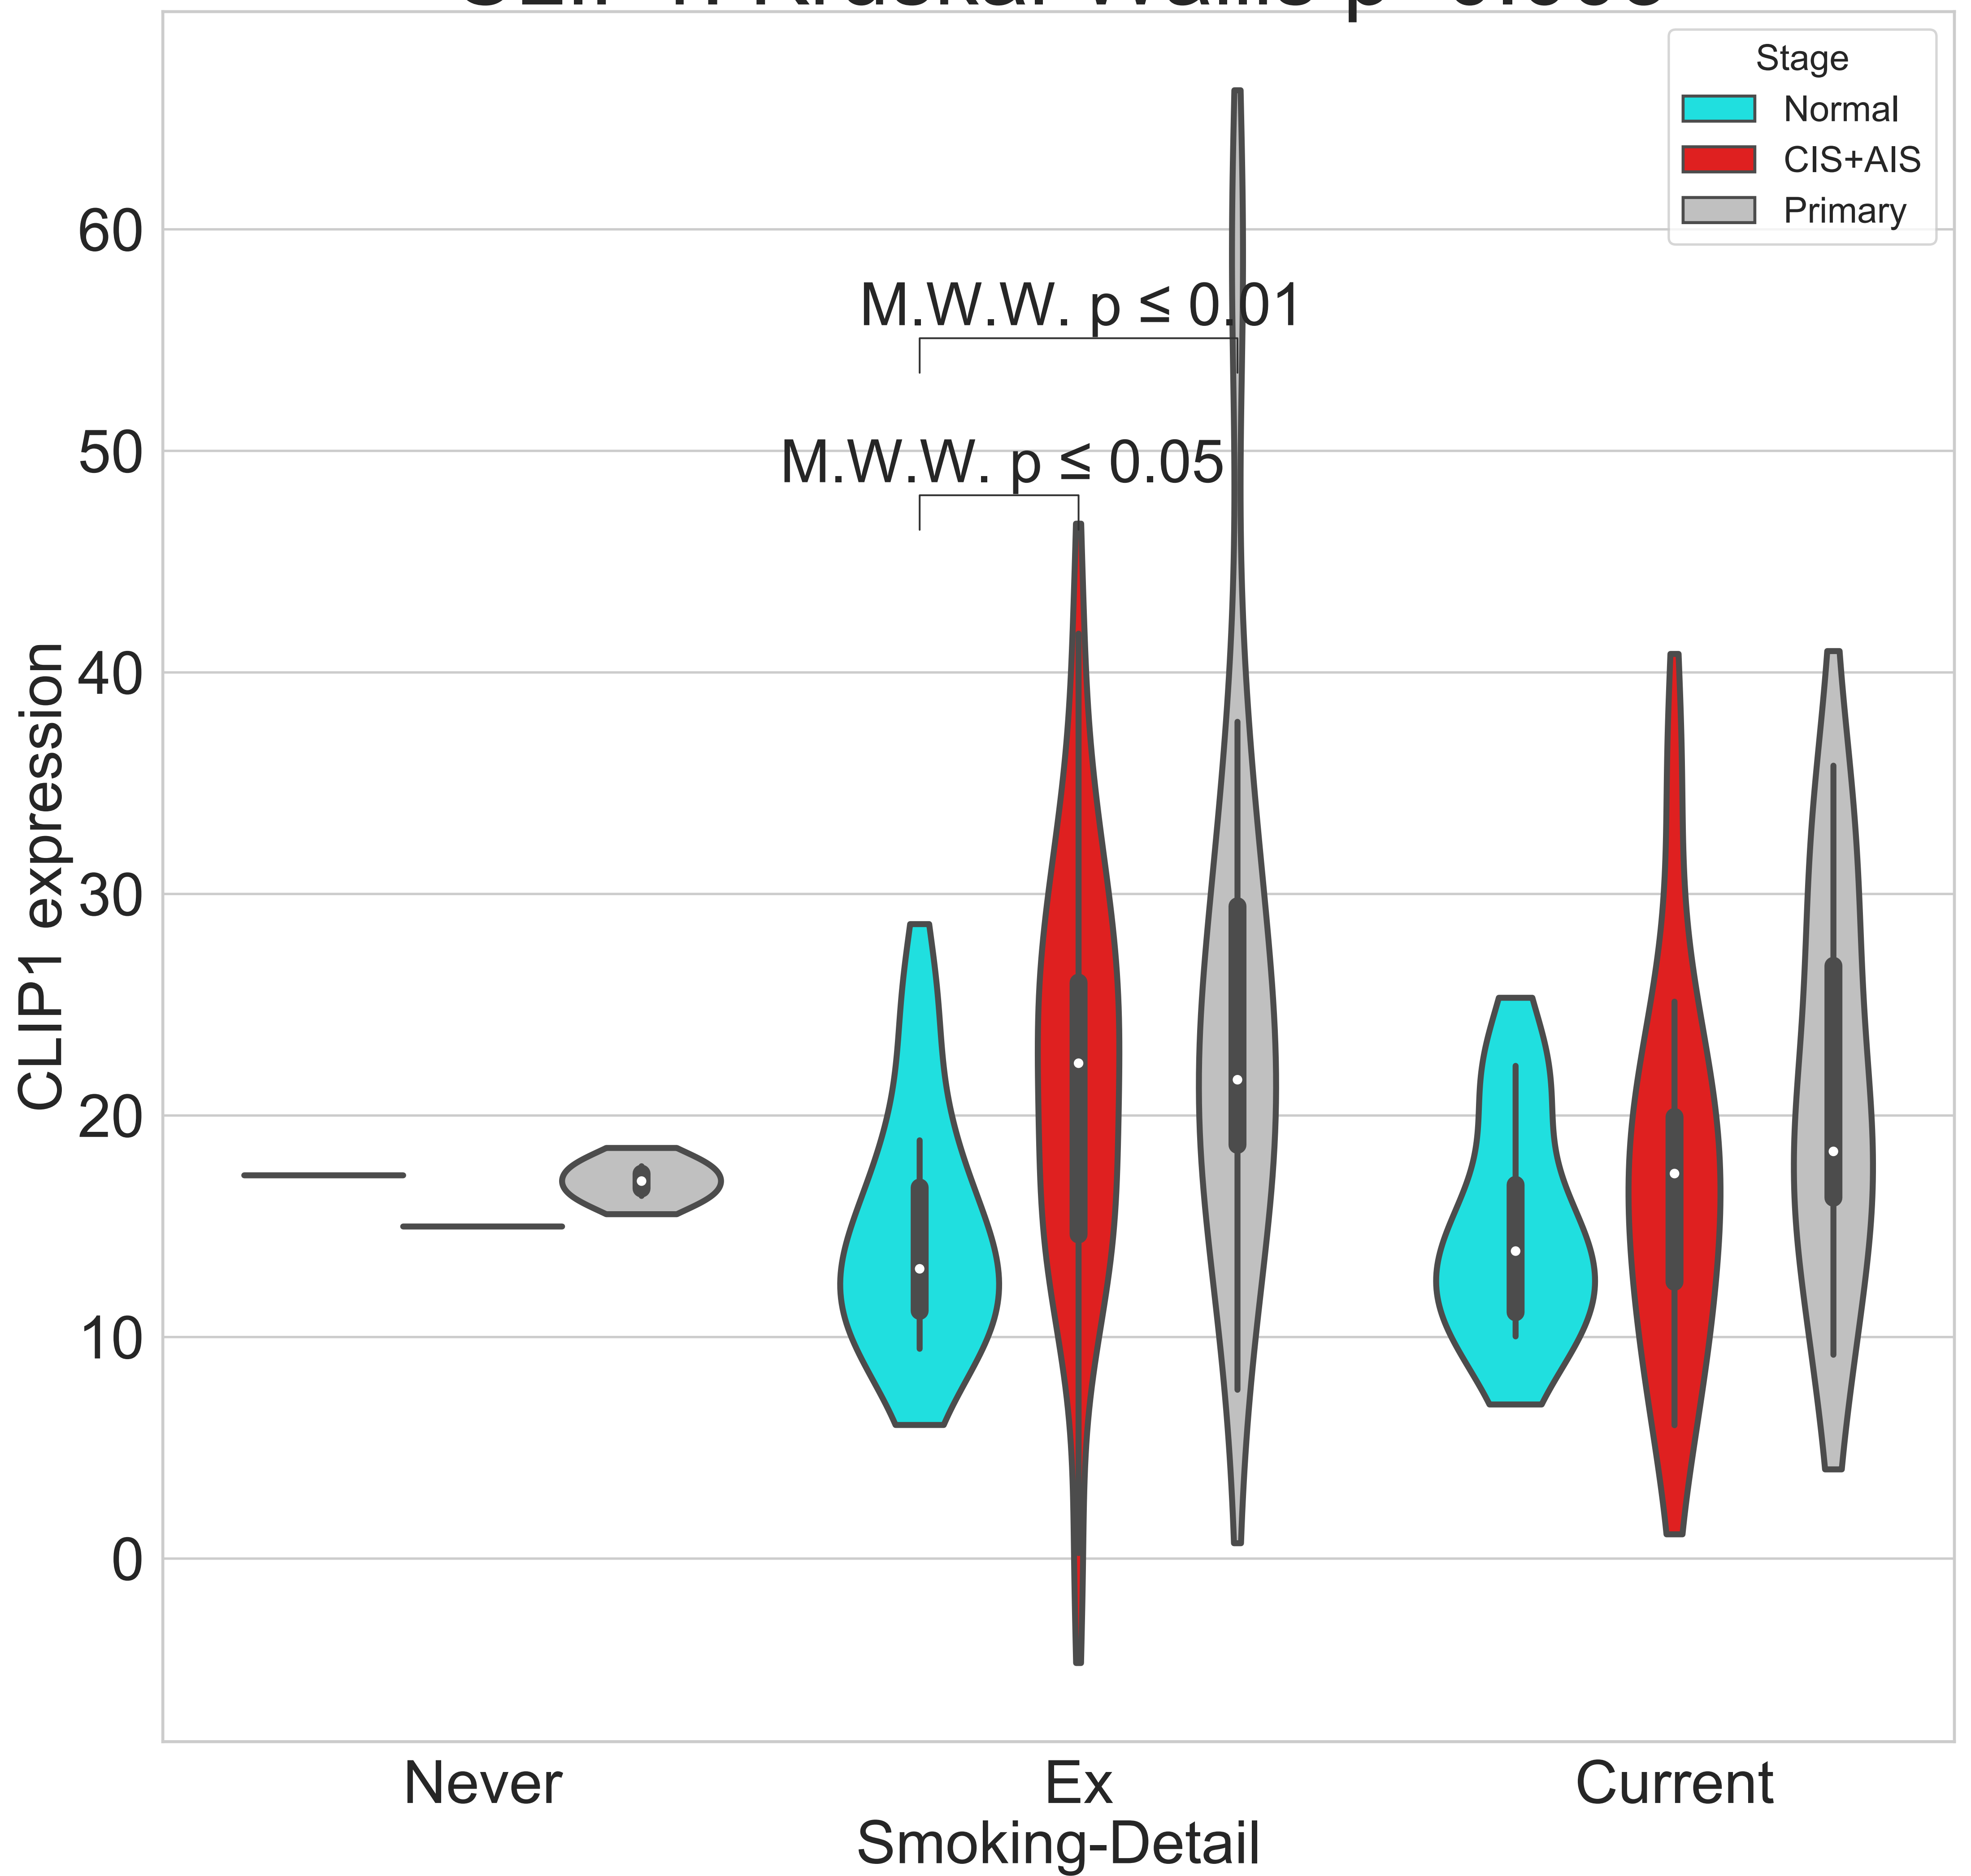 Stage
Normal
CIS+AIS
Primary
60
M.W.W. p ≤ 0.01
50
M.W.W. p ≤ 0.05
40
CLIP1 expression
30
20
10
0
Never
Ex
Current
Smoking-Detail